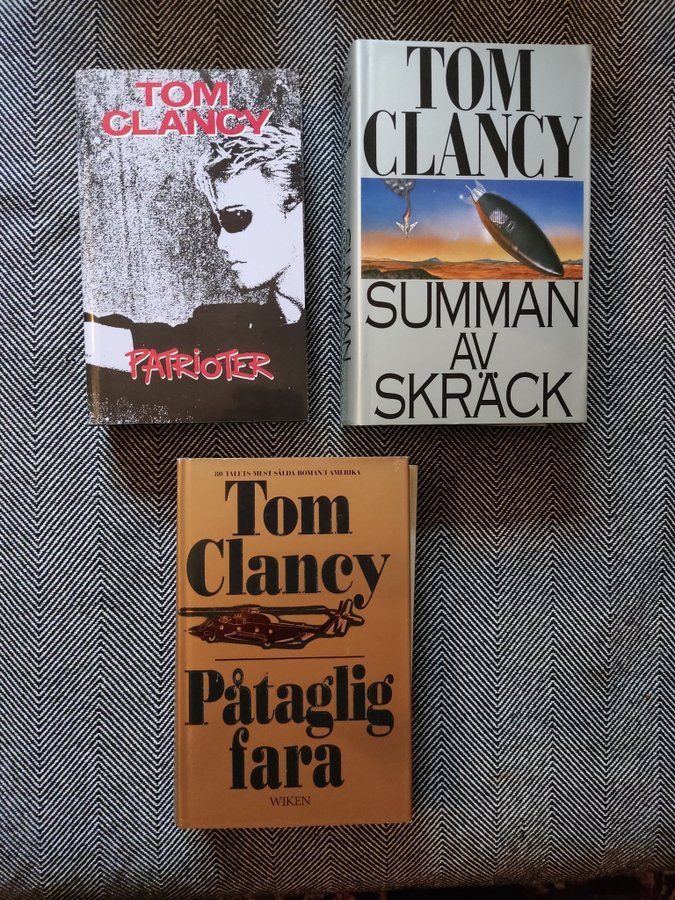 TOM
CLANCY
PATRIOTER
TOM
CLANCY
SUMMAN
AV
SKRÄCK
80 TALETS MEST SÅLDA ROMAN I AMERIKA
Tom
Clancy
Påtaglig
fara
WIKEN